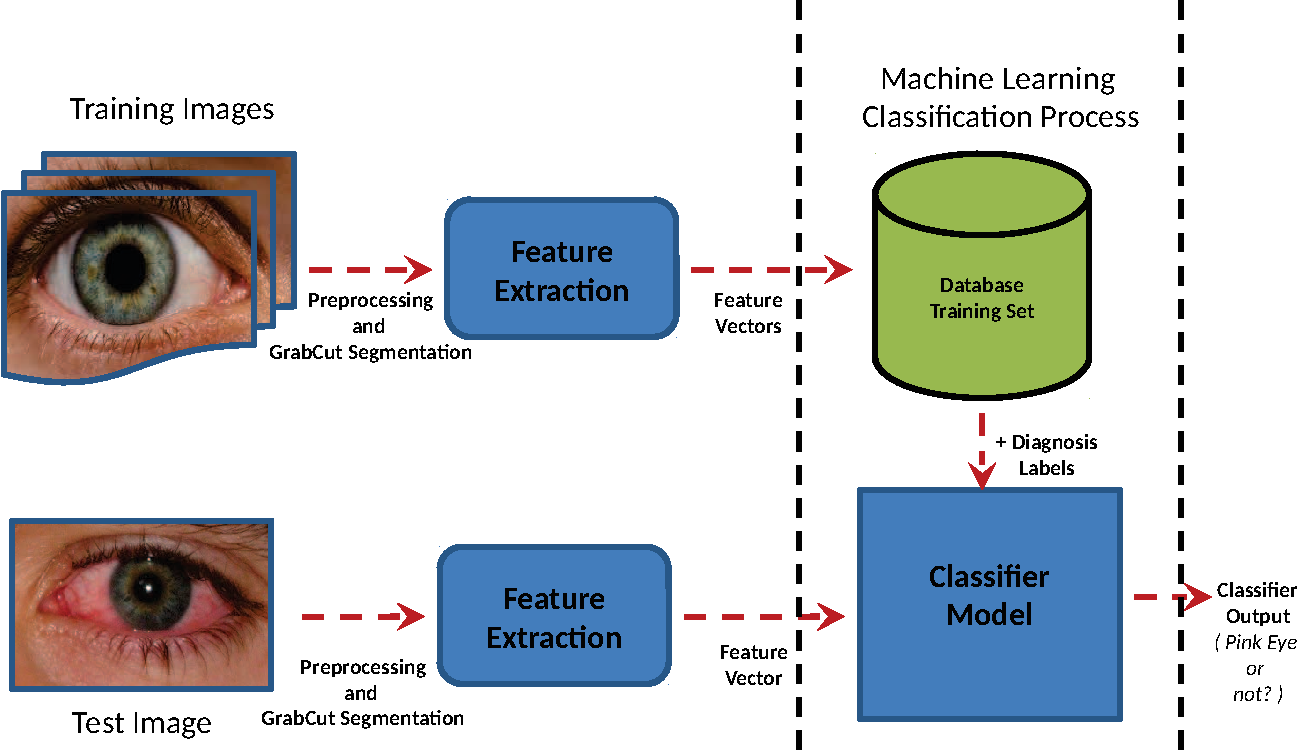 Training Images
Machine Learning
Classification Process
Feature
Extraction
Preprocessing
and
GrabCut Segmentation
Feature
Vectors
Database
Training Set
+ Diagnosis
Labels
Feature
Extraction
Preprocessing
and
GrabCut Segmentation
Feature
Vector
Classifier
Model
Classifier
Output
( Pink Eye
or
not? )
Test Image